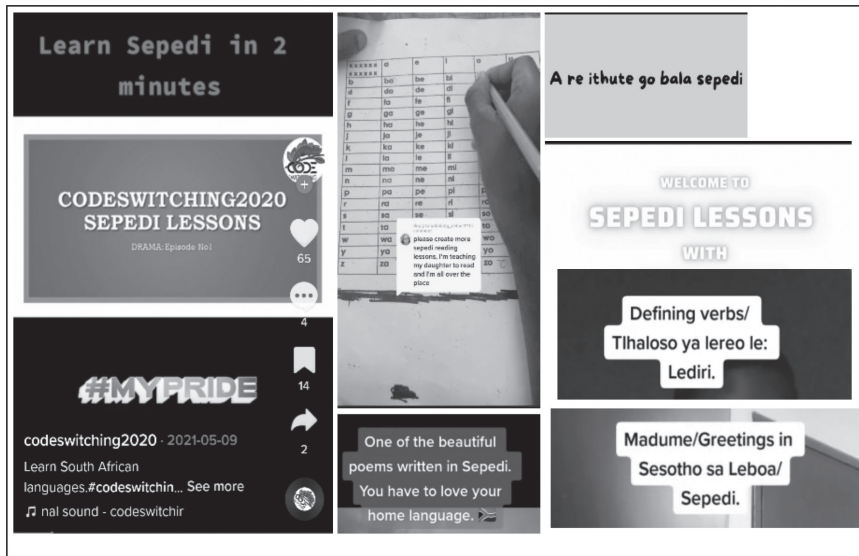 Learn Sepedi in 2
minutes
CODE
CODESWITCHING2020
SEPEDI LESSONS
DRAMA:Episode No1
65
4
14
2
#MYPRIDE
codeswitching2020 · 2021-05-09
Learn South African
languages.#codeswitchin... See more
nal sound - codeswitchir
a e i o u
b ba be bi
d da de di
f fa fe fi
g ga ge gi
h ha he hi
j ja je ji
k ka ke ki
l la le li
m ma me mi
n na ne ni
p pa pe pi
r ra re ri
s sa se si so
t ta to
w wa wo
y ya yo
z za zo
please create more
sepedi reading
lessons, I'm teaching
my daughter to read
and I'm all over the
place
One of the beautiful
poems written in Sepedi.
You have to love your
home language.
A re ithute go bala sepedi
WELCOME TO
SEPEDI LESSONS
WITH
Defining verbs/
Tlhaloso ya lereo le:
Lediri.
Madume/Greetings in
Sesotho sa Leboa/
Sepedi.